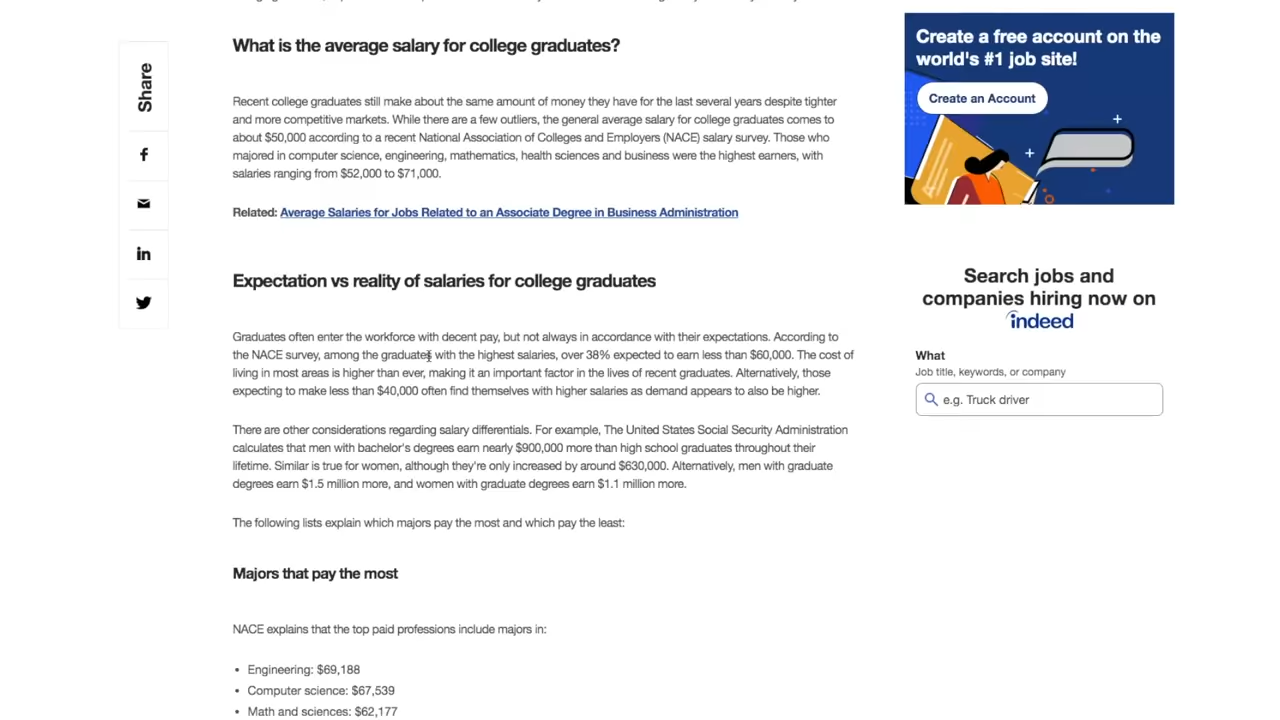 What is the average salary for college graduates?
Recent college graduates still make about the same amount of money they have for the last several years despite tighter
and more competitive markets. While there are a few outliers, the general average salary for college graduates comes to
about $50,000 according to a recent National Association of Colleges and Employers (NACE) salary survey. Those who
majored in computer science, engineering, mathematics, health sciences and business were the highest earners, with
salaries ranging from $52,000 to $71,000.
Related: Average Salaries for Jobs Related to an Associate Degree in Business Administration
Expectation vs reality of salaries for college graduates
Graduates often enter the workforce with decent pay, but not always in accordance with their expectations. According to
the NACE survey, among the graduates with the highest salaries, over 38% expected to earn less than $60,000. The cost of
living in most areas is higher than ever, making it an important factor in the lives of recent graduates. Alternatively, those
expecting to make less than $40,000 often find themselves with higher salaries as demand appears to also be higher.
There are other considerations regarding salary differentials. For example, The United States Social Security Administration
calculates that men with bachelor's degrees earn nearly $900,000 more than high school graduates throughout their
lifetime. Similar is true for women, although they're only increased by around $630,000. Alternatively, men with graduate
degrees earn $1.5 million more, and women with graduate degrees earn $1.1 million more.
The following lists explain which majors pay the most and which pay the least:
Majors that pay the most
NACE explains that the top paid professions include majors in:
• Engineering: $69,188
• Computer science: $67,539
• Math and sciences: $62,177
Share
f
in
Create a free account on the
world's #1 job site!
Create an Account
Search jobs and
companies hiring now on
indeed
What
Job title, keywords, or company
e.g. Truck driver